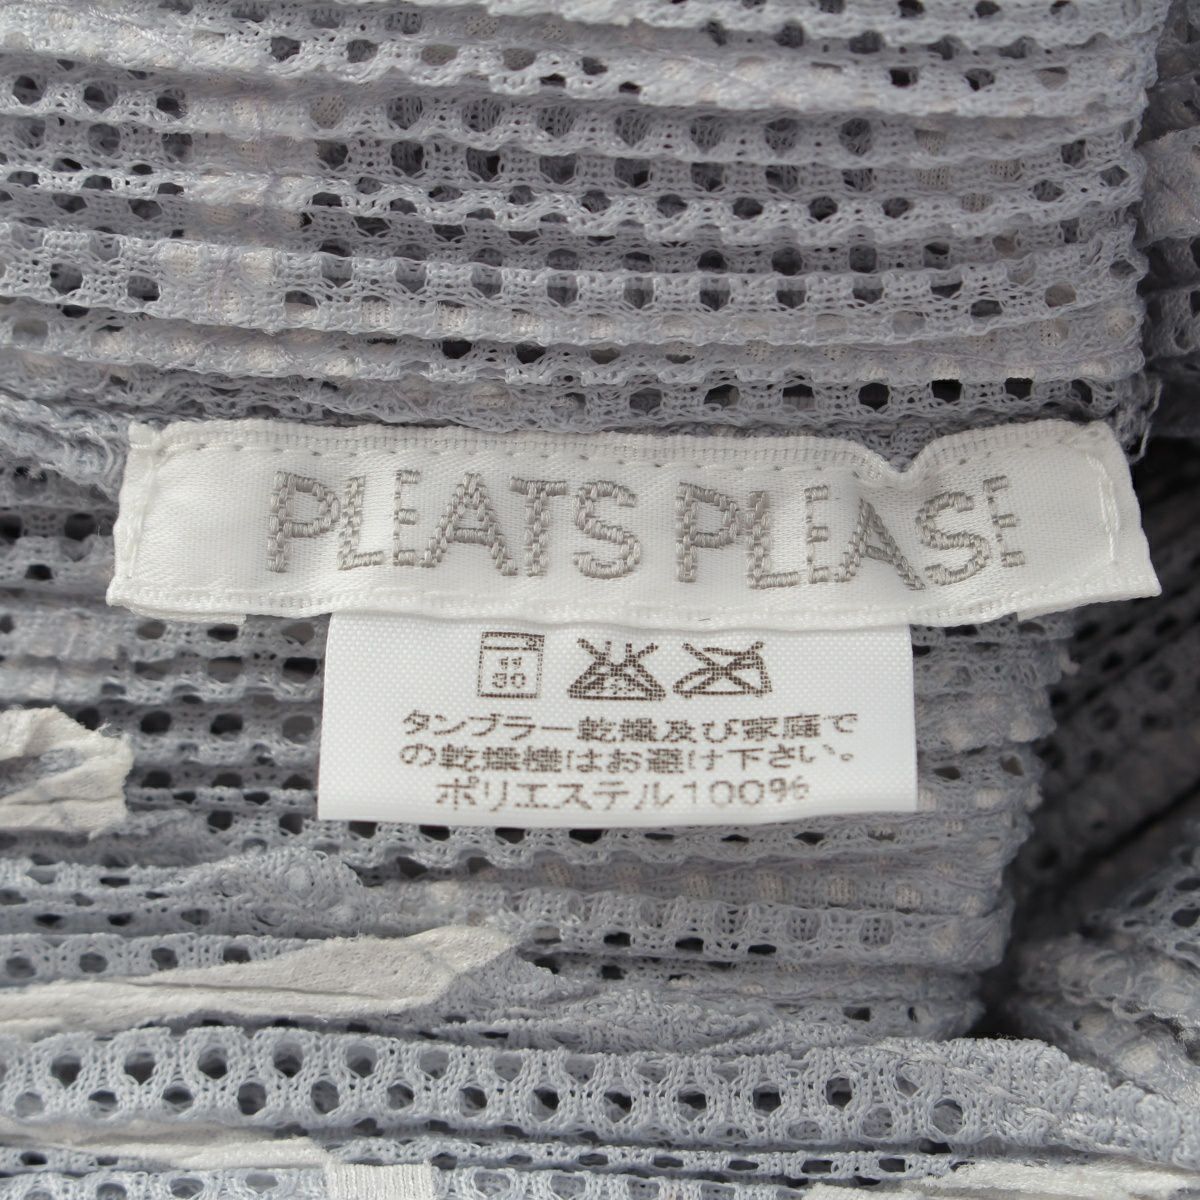 PLEATS PLEASE
弱
30
タンブラー乾燥及び家庭で
の乾燥機はお避け下さい。
ポリエステル100%